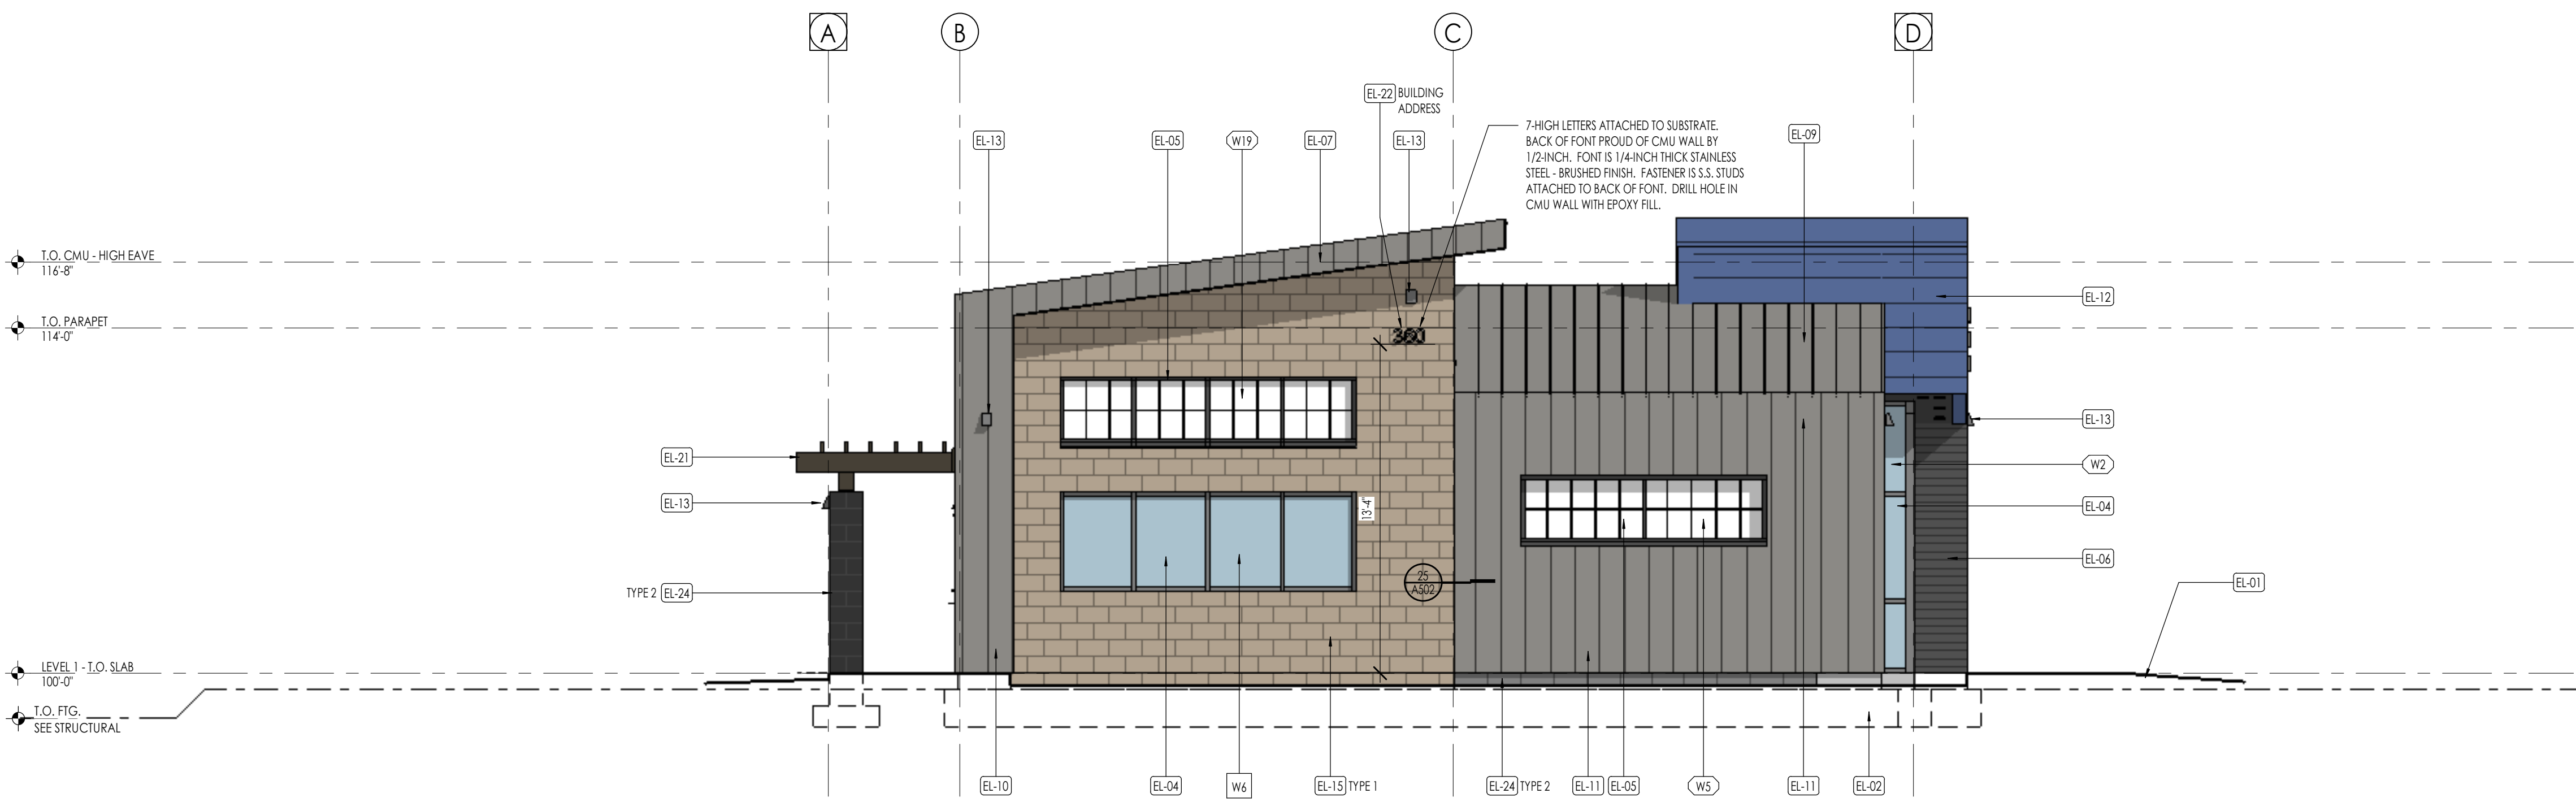 A
B
C
D
EL-22 BUILDING
ADDRESS
7-HIGH LETTERS ATTACHED TO SUBSTRATE.
BACK OF FONT PROUD OF CMU WALL BY
1/2-INCH. FONT IS 1/4-INCH THICK STAINLESS
STEEL - BRUSHED FINISH. FASTENER IS S.S. STUDS
ATTACHED TO BACK OF FONT. DRILL HOLE IN
CMU WALL WITH EPOXY FILL.
EL-13
EL-05
W19
EL-07
EL-13
EL-09
T.O. CMU - HIGH EAVE
116'-8"
EL-12
T.O. PARAPET
114'-0"
360
EL-13
EL-21
W2
EL-13
13'-4"
EL-04
EL-06
25
A502
EL-01
TYPE 2 EL-24
LEVEL 1 - T.O. SLAB
100'-0"
T.O. FTG.
SEE STRUCTURAL
EL-10
EL-04
W6
EL-15 TYPE 1
EL-24 TYPE 2
EL-11
EL-05
W5
EL-11
EL-02